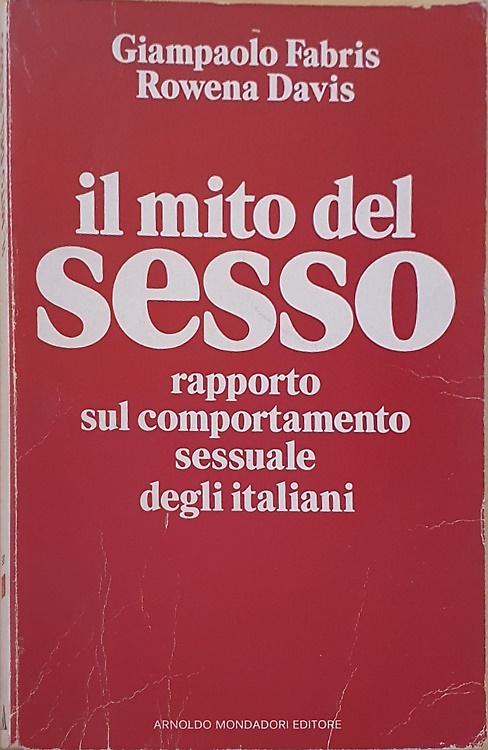 Giampaolo Fabris
Rowena Davis
il mito del
sesso
rapporto
sul comportamento
sessuale
degli italiani
ARNOLDO MONDADORI EDITORE